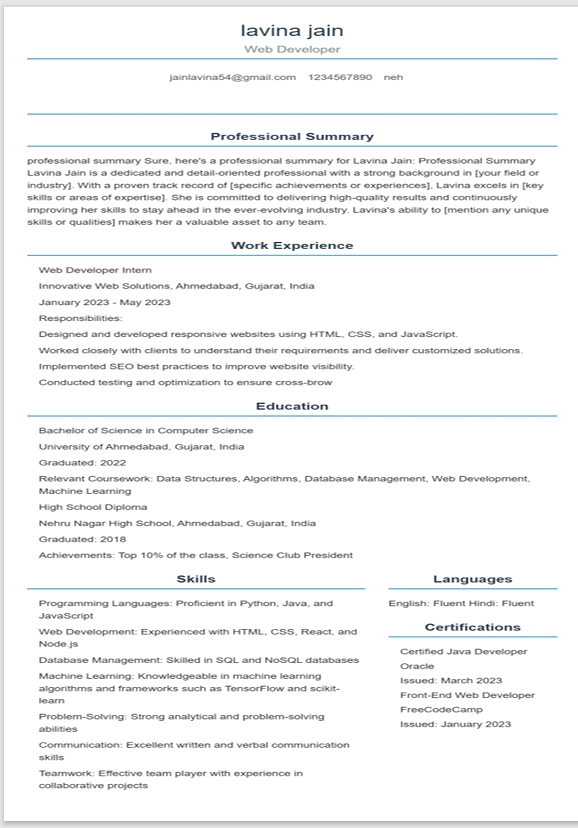 lavina jain
Web Developer
jainlavina54@gmail.com 1234567890 neh
Professional Summary
professional summary Sure, here's a professional summary for Lavina Jain: Professional Summary
Lavina Jain is a dedicated and detail-oriented professional with a strong background in [your field or
industry]. With a proven track record of [specific achievements or experiences], Lavina excels in [key
skills or areas of expertise]. She is committed to delivering high-quality results and continuously
improving her skills to stay ahead in the ever-evolving industry. Lavina's ability to [mention any unique
skills or qualities] makes her a valuable asset to any team.
Work Experience
Web Developer Intern
Innovative Web Solutions, Ahmedabad, Gujarat, India
January 2023 - May 2023
Responsibilities:
Designed and developed responsive websites using HTML, CSS, and JavaScript.
Worked closely with clients to understand their requirements and deliver customized solutions.
Implemented SEO best practices to improve website visibility.
Conducted testing and optimization to ensure cross-brow
Education
Bachelor of Science in Computer Science
University of Ahmedabad, Gujarat, India
Graduated: 2022
Relevant Coursework: Data Structures, Algorithms, Database Management, Web Development,
Machine Learning
High School Diploma
Nehru Nagar High School, Ahmedabad, Gujarat, India
Graduated: 2018
Achievements: Top 10% of the class, Science Club President
Skills
Programming Languages: Proficient in Python, Java, and
JavaScript
Web Development: Experienced with HTML, CSS, React, and
Node.js
Database Management: Skilled in SQL and NoSQL databases
Machine Learning: Knowledgeable in machine learning
algorithms and frameworks such as TensorFlow and scikit-
learn
Problem-Solving: Strong analytical and problem-solving
abilities
Communication: Excellent written and verbal communication
skills
Teamwork: Effective team player with experience in
collaborative projects
Languages
English: Fluent Hindi: Fluent
Certifications
Certified Java Developer
Oracle
Issued: March 2023
Front-End Web Developer
FreeCodeCamp
Issued: January 2023